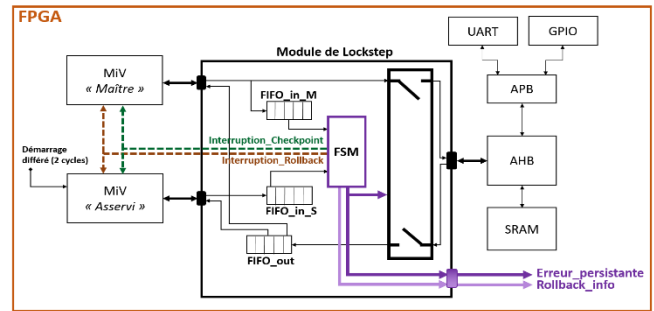 FPGA
UART
GPIO
Module de Lockstep
MiV
« Maître »
FIFO_in_M
APB
Interruption_Checkpoint
FSM
Interruption_Rollback
Démarrage
différé (2 cycles)
MiV
« Asservi »
AHB
FIFO_in_S
SRAM
FIFO_out
Erreur_persistante
Rollback_info